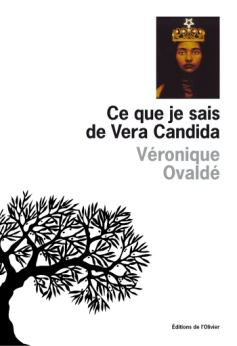 Ce que je sais
de Vera Candida
Véronique
Ovaldé
Éditions de l'Olivier